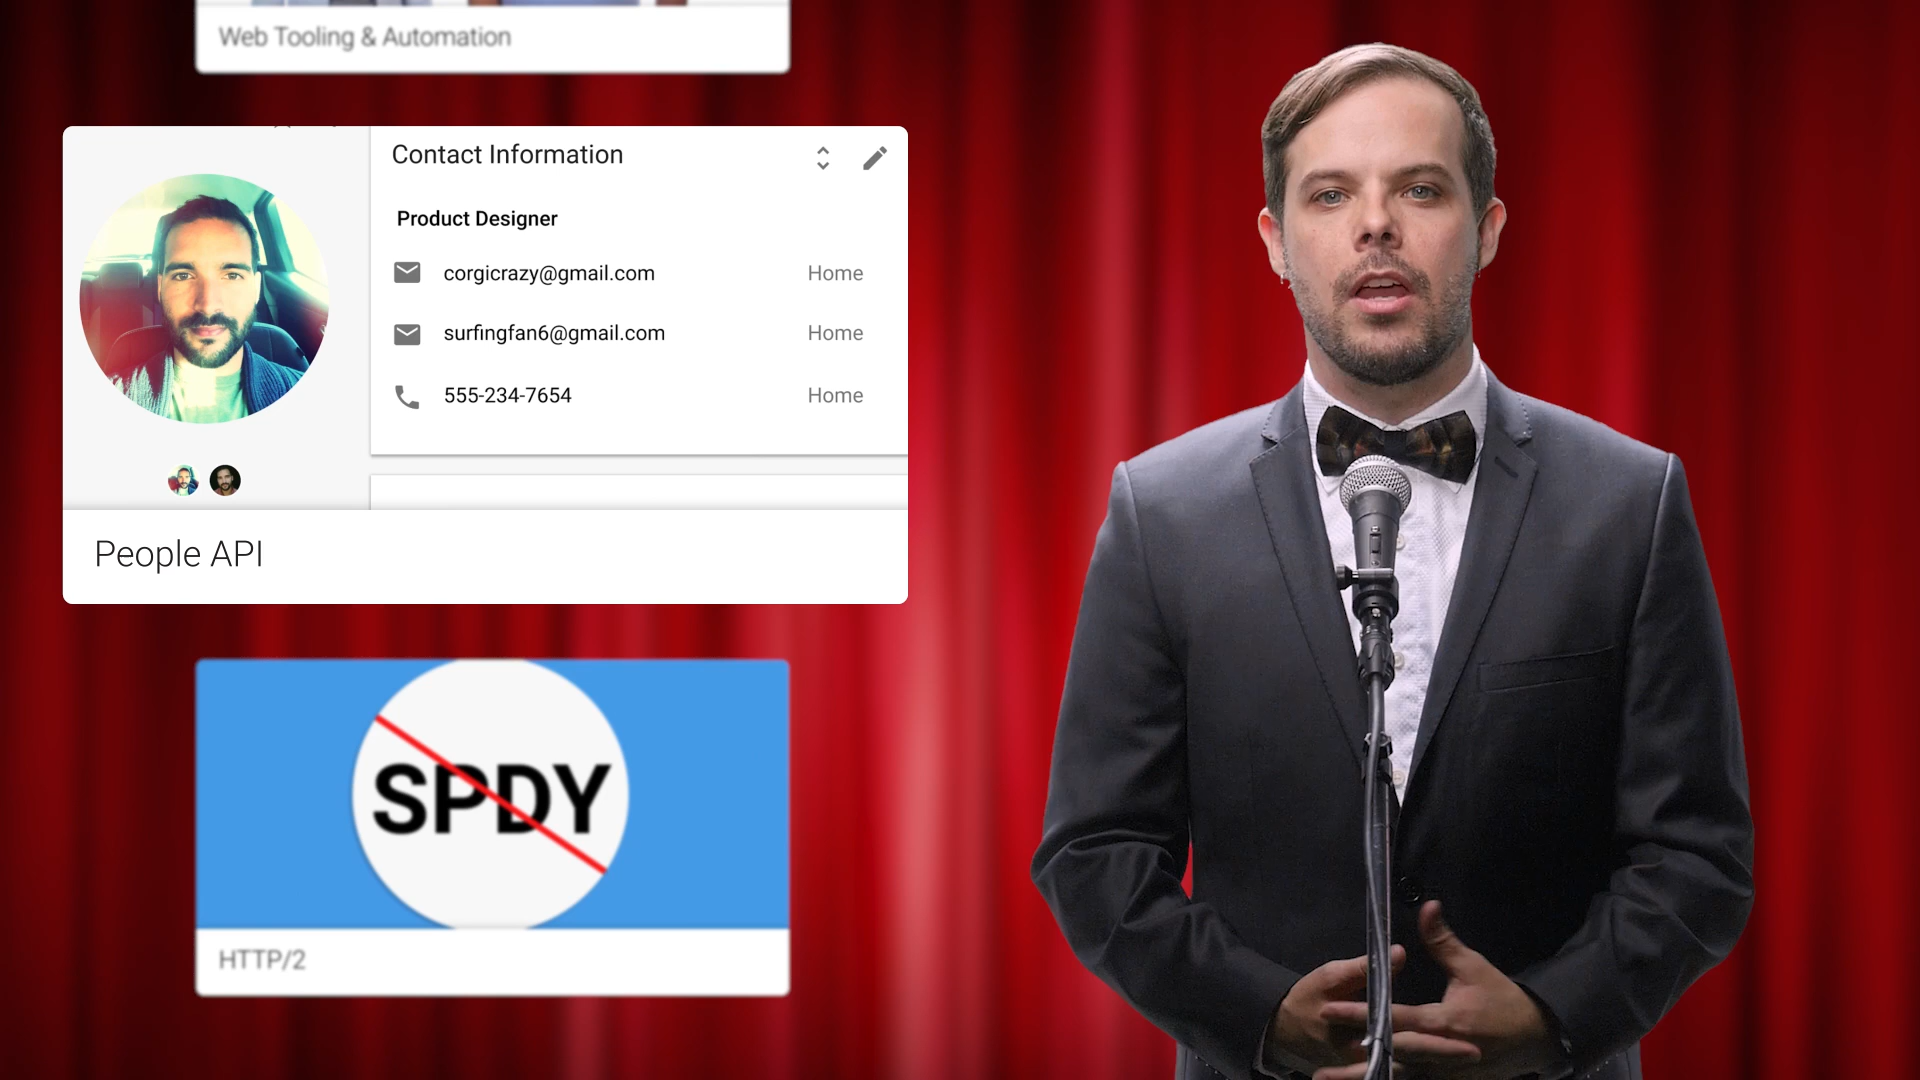 Web Tooling & Automation
Contact Information
Product Designer
corgicrazy@gmail.com Home
surfingfan6@gmail.com Home
555-234-7654 Home
People API
SPDY
HTTP/2